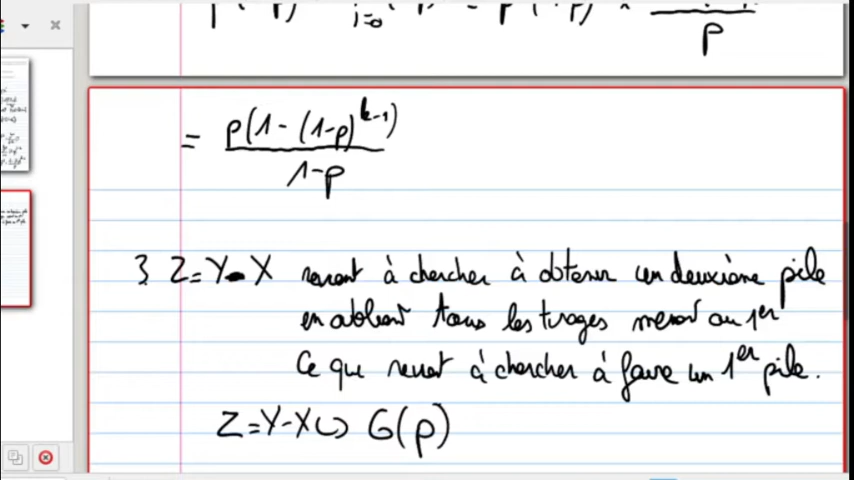 = p(1 - (1-p)^{k-1}) / (1-p)
3. Z = Y - X revient à chercher à obtenir un deuxième pile
en oubliant tous les tirages menant au 1er
Ce que revient à chercher à faire un 1er pile.
Z = Y - X ↪ G(p)